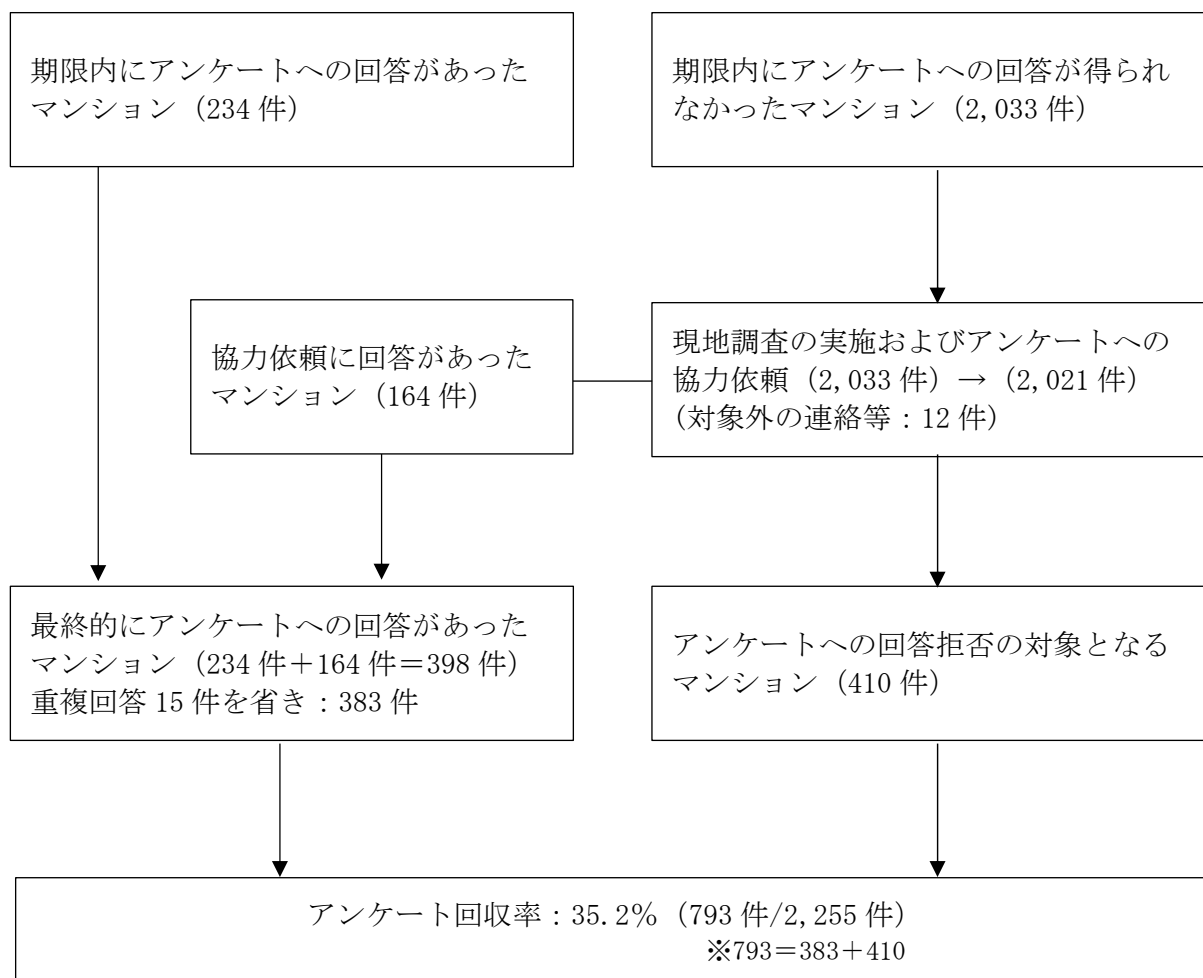 期限内にアンケートへの回答があった
マンション（234 件）
期限内にアンケートへの回答が得られ
なかったマンション（2,033 件）
協力依頼に回答があった
マンション（164 件）
現地調査の実施およびアンケートへの
協力依頼（2,033 件）→（2,021 件）
（対象外の連絡等：12 件）
最終的にアンケートへの回答があった
マンション（234 件＋164 件＝398 件）
重複回答 15 件を省き：383 件
アンケートへの回答拒否の対象となる
マンション（410 件）
アンケート回収率：35.2％（793 件/2,255 件）
※793＝383＋410